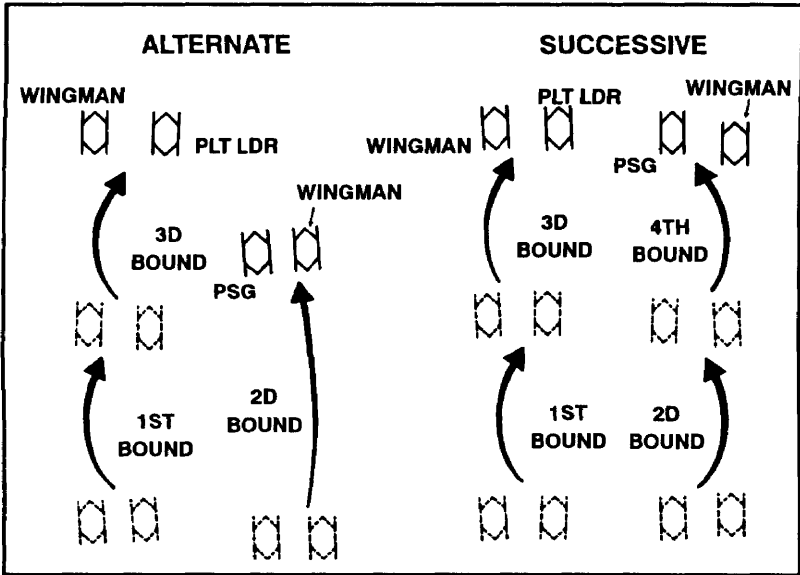 ALTERNATE
WINGMAN
PLT LDR
WINGMAN
3D
BOUND
PSG
2D
BOUND
1ST
BOUND
SUCCESSIVE
PLT LDR
WINGMAN
WINGMAN
PSG
3D
BOUND
4TH
BOUND
1ST
BOUND
2D
BOUND